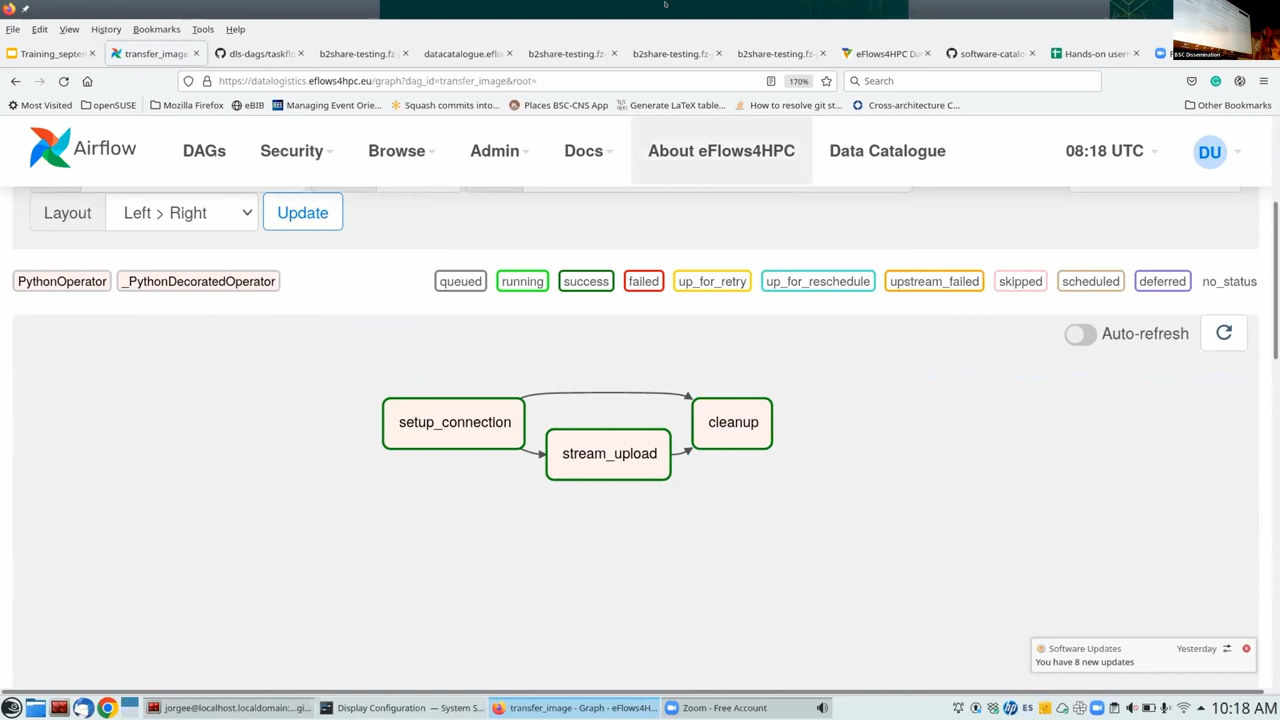 File Edit View History Bookmarks Tools Help
BSC Dissemination
Training_septen
transfer_image
dls-dags/taskflo
b2share-testing.fz-
datacatalogue.eflo
b2share-testing.fz-
b2share-testing.fz-
b2share-testing.fz-
eFlows4HPC Da
software-catalo
Hands-on usern
https://datalogistics.eflows4hpc.eu/graph?dag_id=transfer_image&root=
170%
Search
Most Visited
openSUSE
Mozilla Firefox
eBIB
Managing Event Orie...
Squash commits into...
Places BSC-CNS App
Generate LaTeX table...
How to resolve git st...
Cross-architecture C...
Other Bookmarks
Airflow
DAGs
Security
Browse
Admin
Docs
About eFlows4HPC
Data Catalogue
08:18 UTC
DU
Layout
Left > Right
Update
PythonOperator
_PythonDecoratedOperator
queued
running
success
failed
up_for_retry
up_for_reschedule
upstream_failed
skipped
scheduled
deferred
no_status
Auto-refresh
setup_connection
cleanup
stream_upload
Software Updates
Yesterday
You have 8 new updates
jorgee@localhost.localdomain:...gi...
Display Configuration — System S...
transfer_image - Graph - eFlows4H...
Zoom - Free Account
ES
10:18 AM